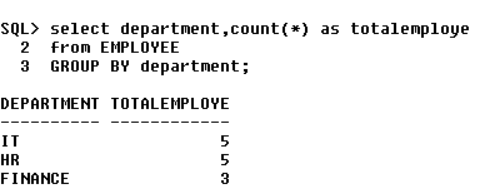 SQL> select department,count(*) as totalemploye
2 from EMPLOYEE
3 GROUP BY department;
DEPARTMENT TOTALEMPLOYE
---------- ------------
IT 5
HR 5
FINANCE 3